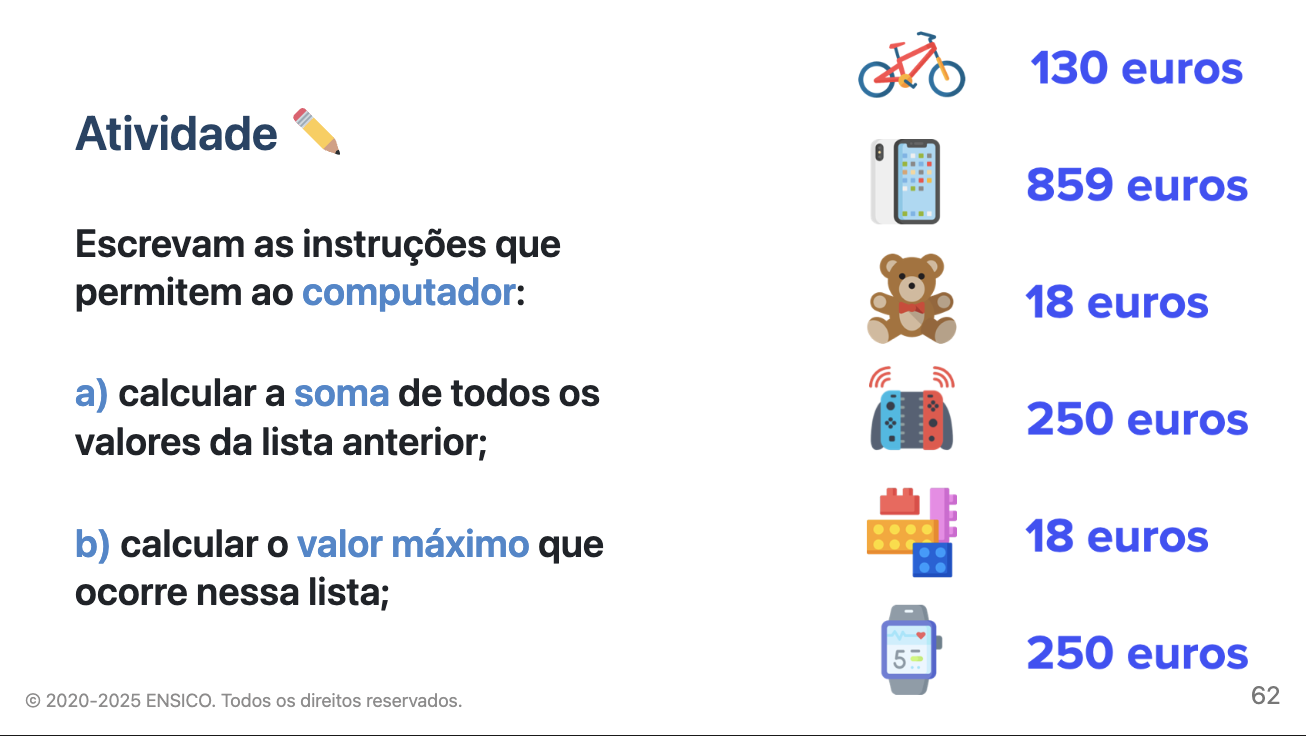 Atividade
Escrevam as instruções que
permitem ao computador:
a) calcular a soma de todos os
valores da lista anterior;
b) calcular o valor máximo que
ocorre nessa lista;
130 euros
859 euros
18 euros
250 euros
18 euros
5
250 euros
© 2020-2025 ENSICO. Todos os direitos reservados.
62